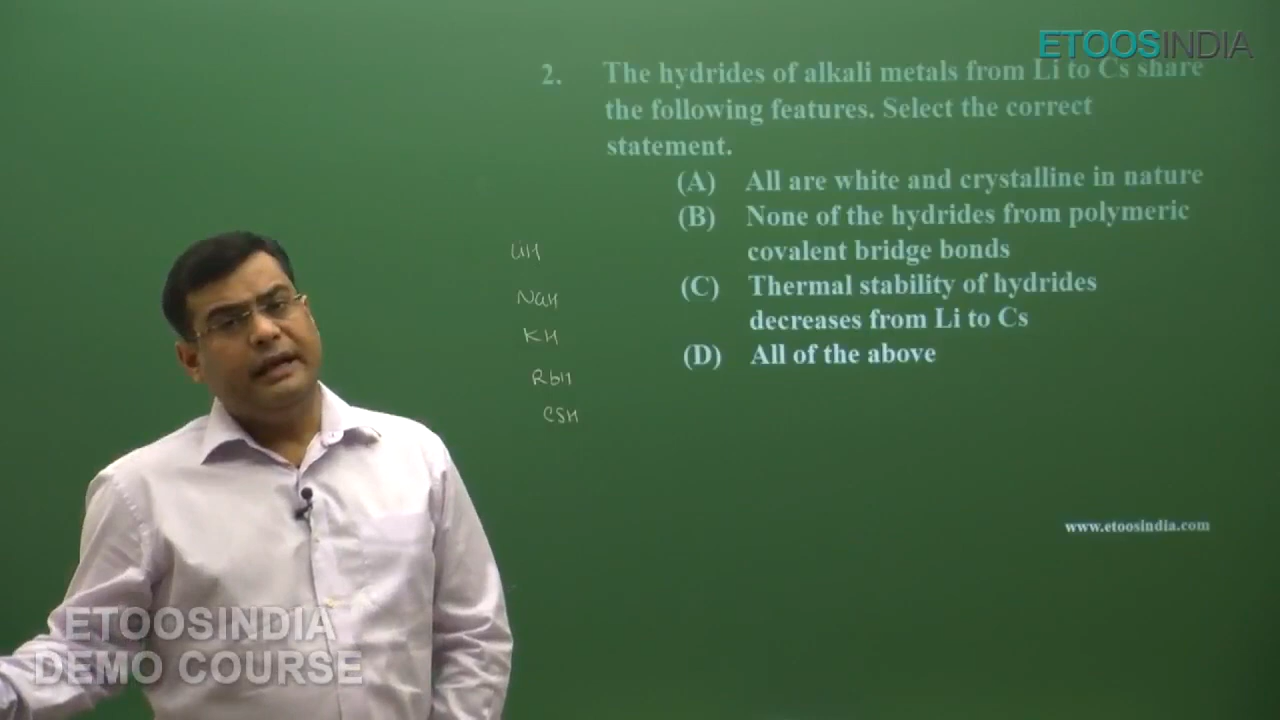 ETOOSINDIA
2. The hydrides of alkali metals from Li to Cs share
the following features. Select the correct
statement.
(A) All are white and crystalline in nature
(B) None of the hydrides from polymeric
covalent bridge bonds
(C) Thermal stability of hydrides
decreases from Li to Cs
(D) All of the above
LiH
NaH
KH
RbH
CSH
www.etoosindia.com
ETOOSINDIA
DEMO COURSE